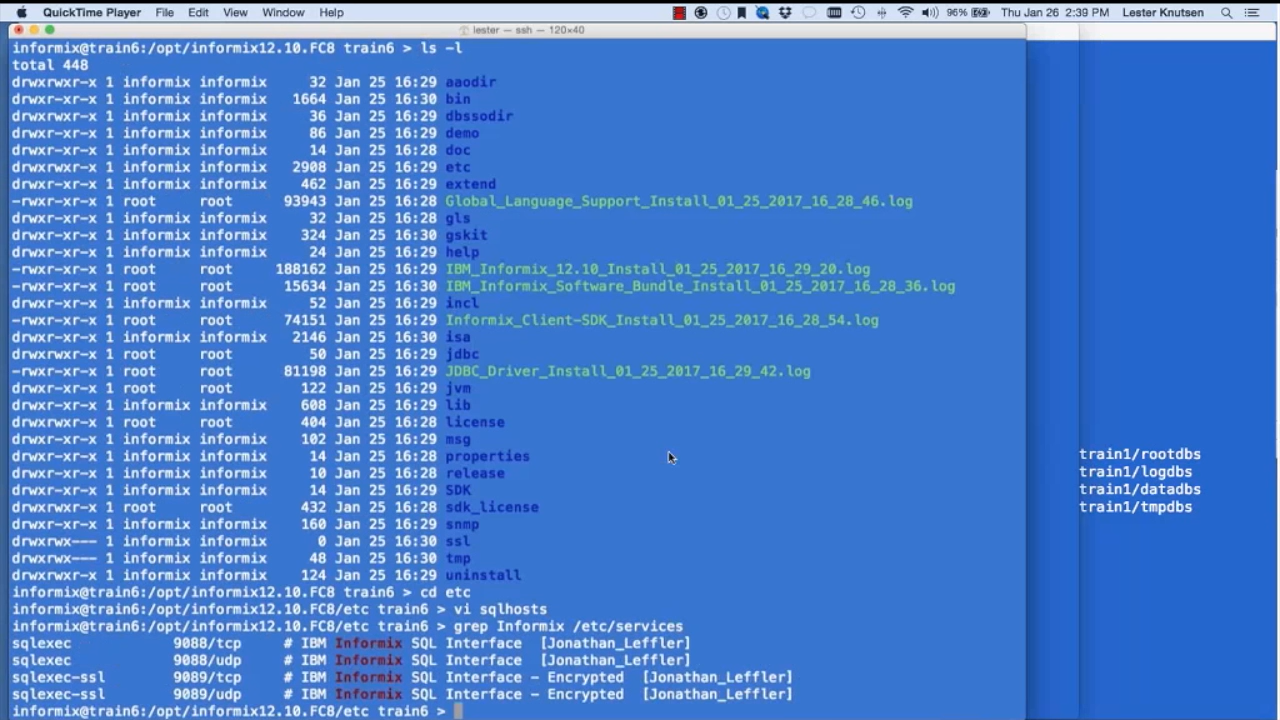 QuickTime Player File Edit View Window Help 96% Thu Jan 26 2:39 PM Lester Knutsen
lester — ssh — 120×40
informix@train6:/opt/informix12.10.FC8 train6 > ls -l
total 448
drwxrwxr-x 1 informix informix 32 Jan 25 16:29 aaodir
drwxr-xr-x 1 informix informix 1664 Jan 25 16:30 bin
drwxrwxr-x 1 informix informix 36 Jan 25 16:29 dbssodir
drwxr-xr-x 1 informix informix 86 Jan 25 16:29 demo
drwxr-xr-x 1 informix informix 14 Jan 25 16:28 doc
drwxrwxr-x 1 informix informix 2908 Jan 25 16:29 etc
drwxr-xr-x 1 informix informix 462 Jan 25 16:29 extend
-rwxr-xr-x 1 root root 93943 Jan 25 16:28 Global_Language_Support_Install_01_25_2017_16_28_46.log
drwxr-xr-x 1 informix informix 32 Jan 25 16:29 gls
drwxr-xr-x 1 informix informix 324 Jan 25 16:30 gskit
drwxr-xr-x 1 informix informix 24 Jan 25 16:29 help
-rwxr-xr-x 1 root root 188162 Jan 25 16:29 IBM_Informix_12.10_Install_01_25_2017_16_29_20.log
-rwxr-xr-x 1 root root 15634 Jan 25 16:30 IBM_Informix_Software_Bundle_Install_01_25_2017_16_28_36.log
drwxr-xr-x 1 informix informix 52 Jan 25 16:29 incl
-rwxr-xr-x 1 root root 74151 Jan 25 16:29 Informix_Client-SDK_Install_01_25_2017_16_28_54.log
drwxr-xr-x 1 informix informix 2146 Jan 25 16:30 isa
drwxr-xr-x 1 root root 50 Jan 25 16:29 jdbc
-rwxr-xr-x 1 root root 81198 Jan 25 16:29 JDBC_Driver_Install_01_25_2017_16_29_42.log
drwxr-xr-x 1 root root 122 Jan 25 16:29 jvm
drwxr-xr-x 1 informix informix 608 Jan 25 16:29 lib
drwxr-xr-x 1 root root 404 Jan 25 16:28 license
drwxr-xr-x 1 informix informix 102 Jan 25 16:29 msg
drwxr-xr-x 1 informix informix 14 Jan 25 16:28 properties
drwxr-xr-x 1 informix informix 10 Jan 25 16:28 release
drwxr-xr-x 1 informix informix 14 Jan 25 16:29 SDK
drwxr-xr-x 1 root root 432 Jan 25 16:28 sdk_license
drwxr-xr-x 1 informix informix 160 Jan 25 16:29 snmp
drwxrwx--- 1 informix informix 0 Jan 25 16:30 ssl
drwxrwx--- 1 informix informix 48 Jan 25 16:30 tmp
drwxrwxr-x 1 informix informix 124 Jan 25 16:29 uninstall
informix@train6:/opt/informix12.10.FC8 train6 > cd etc
informix@train6:/opt/informix12.10.FC8/etc train6 > vi sqlhosts
informix@train6:/opt/informix12.10.FC8/etc train6 > grep Informix /etc/services
sqlexec 9088/tcp # IBM Informix SQL Interface [Jonathan_Leffler]
sqlexec 9088/udp # IBM Informix SQL Interface [Jonathan_Leffler]
sqlexec-ssl 9089/tcp # IBM Informix SQL Interface - Encrypted [Jonathan_Leffler]
sqlexec-ssl 9089/udp # IBM Informix SQL Interface - Encrypted [Jonathan_Leffler]
informix@train6:/opt/informix12.10.FC8/etc train6 >
train1/rootdbs
train1/logdbs
train1/datadbs
train1/tmpdbs